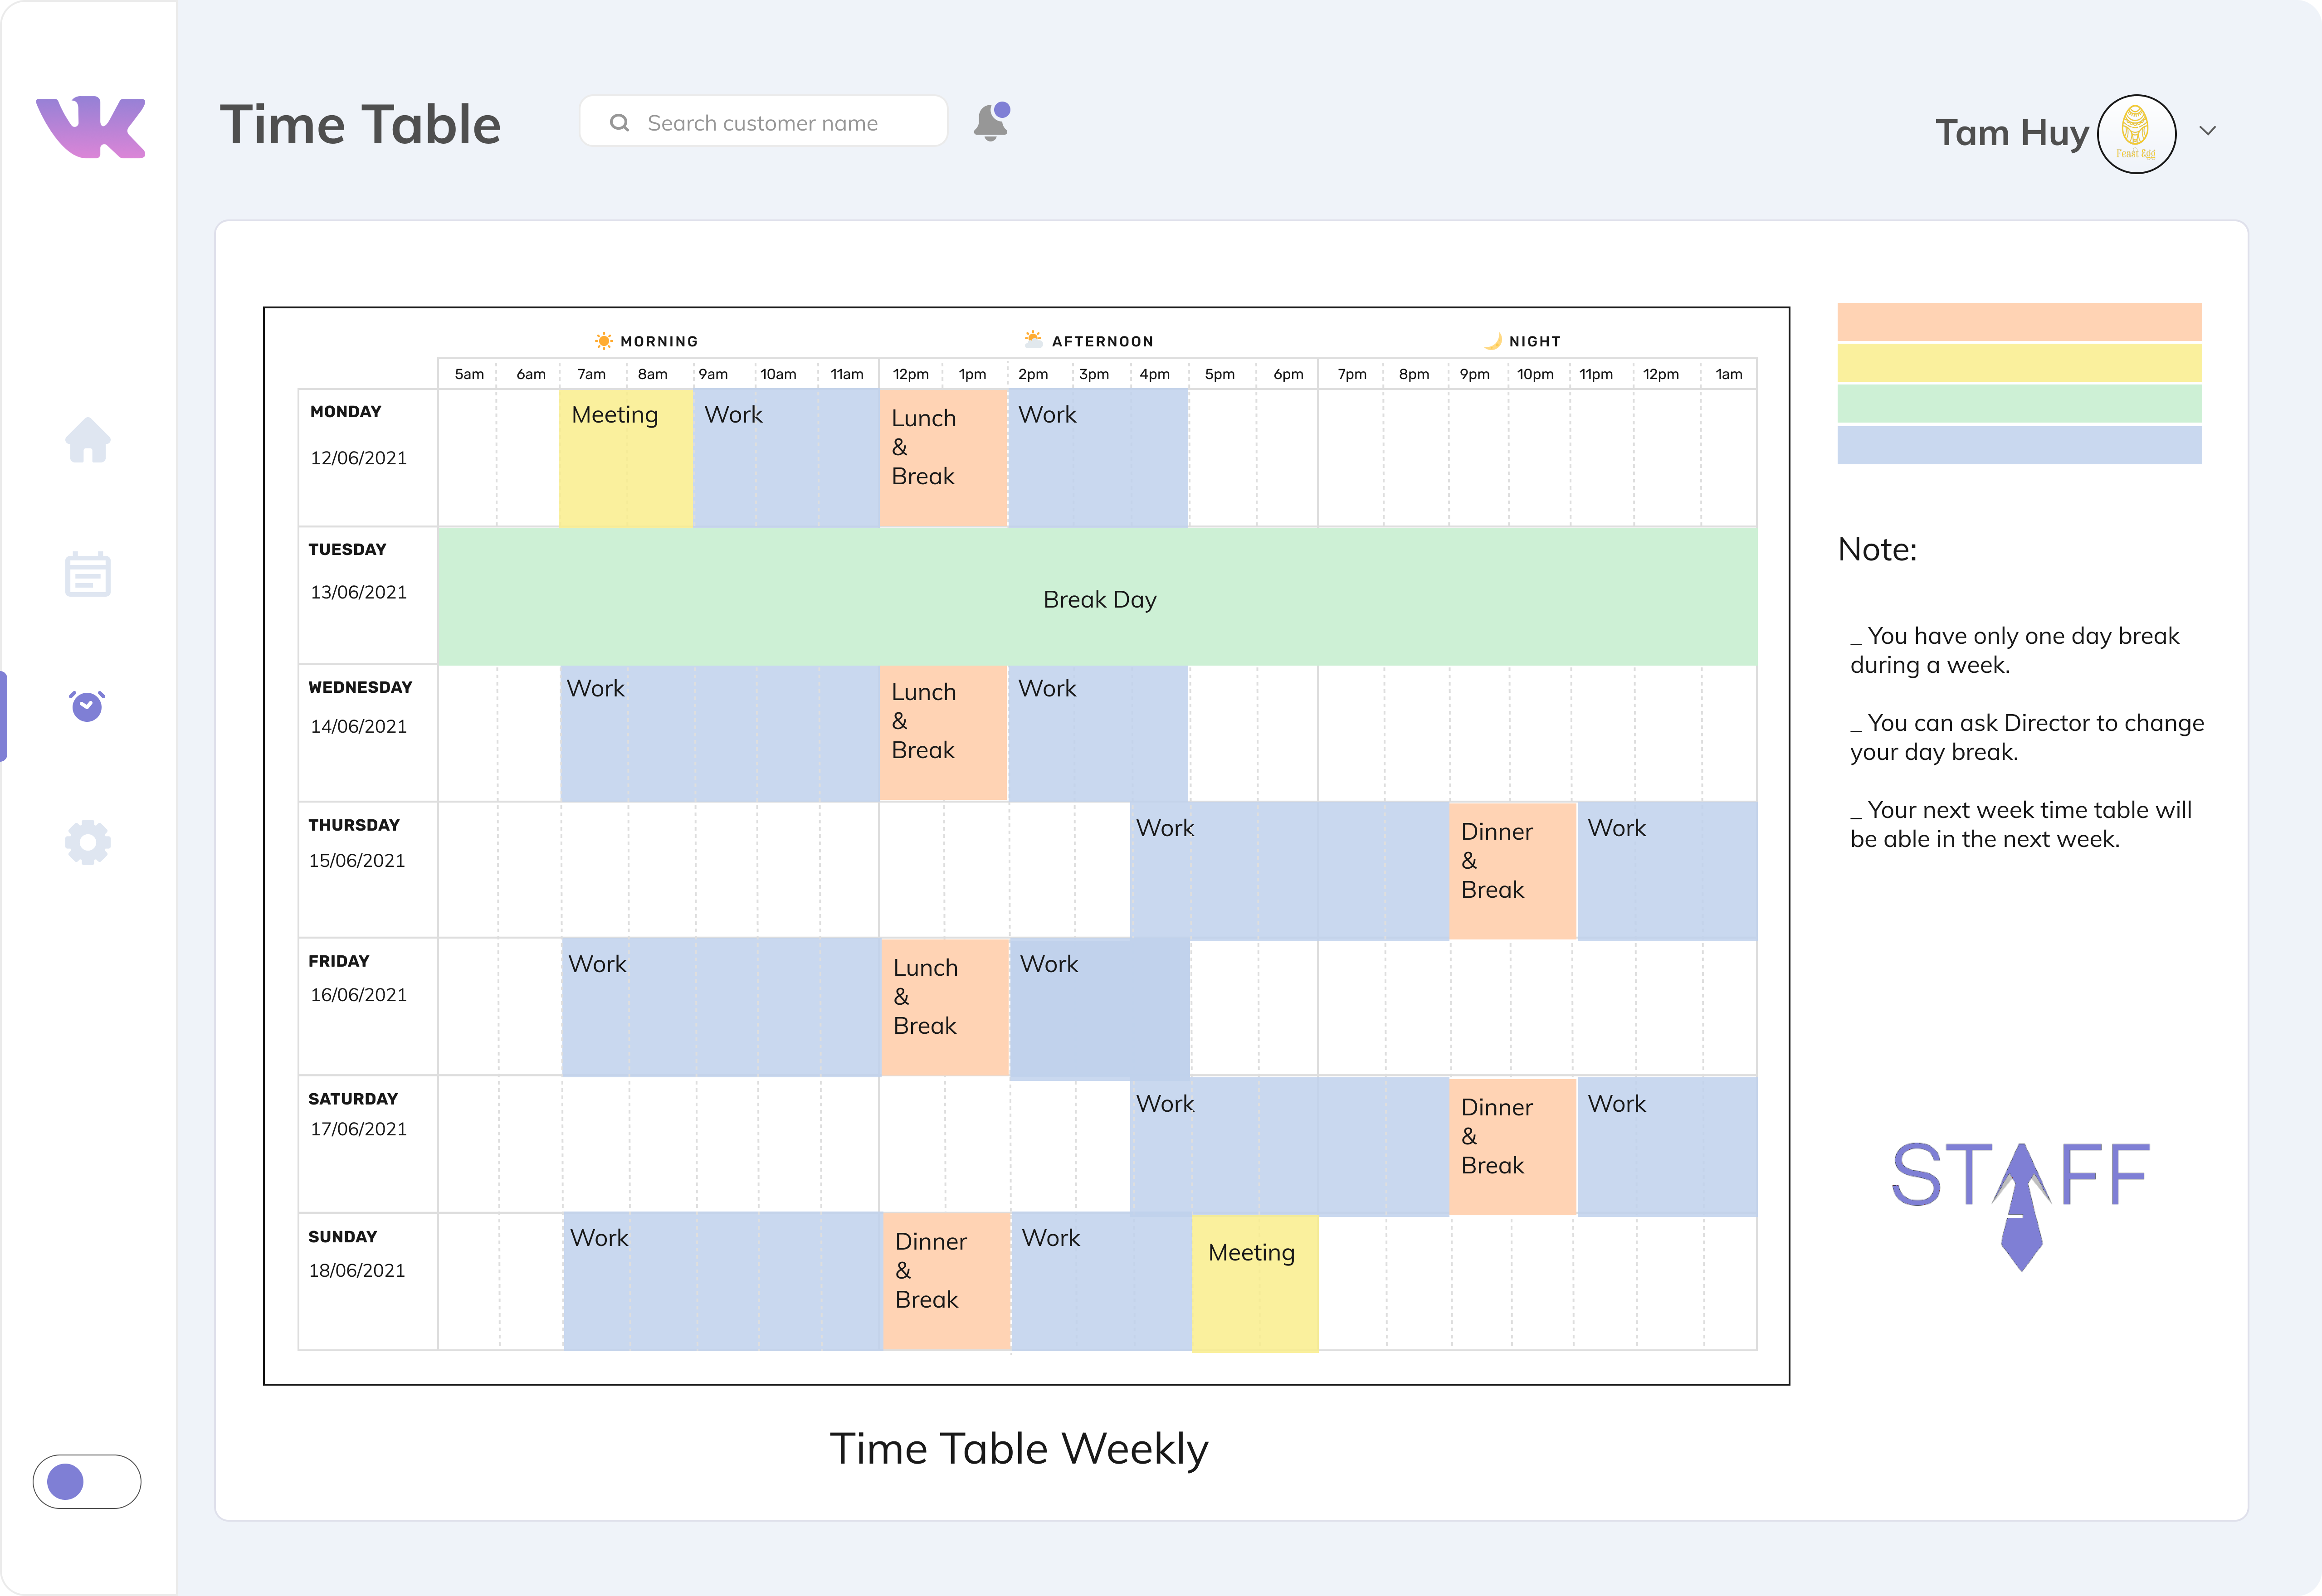 Time Table
Search customer name
Tam Huy
Feast Egg
MORNING
AFTERNOON
NIGHT
5am 6am 7am 8am 9am 10am 11am 12pm 1pm 2pm 3pm 4pm 5pm 6pm 7pm 8pm 9pm 10pm 11pm 12pm 1am
MONDAY
12/06/2021
Meeting
Work
Lunch
&
Break
Work
TUESDAY
13/06/2021
Break Day
WEDNESDAY
14/06/2021
Work
Lunch
&
Break
Work
THURSDAY
15/06/2021
Work
Dinner
&
Break
Work
FRIDAY
16/06/2021
Work
Lunch
&
Break
Work
SATURDAY
17/06/2021
Work
Dinner
&
Break
Work
SUNDAY
18/06/2021
Work
Dinner
&
Break
Work
Meeting
Time Table Weekly
Note:
_ You have only one day break
during a week.
_ You can ask Director to change
your day break.
_ Your next week time table will
be able in the next week.
STAFF